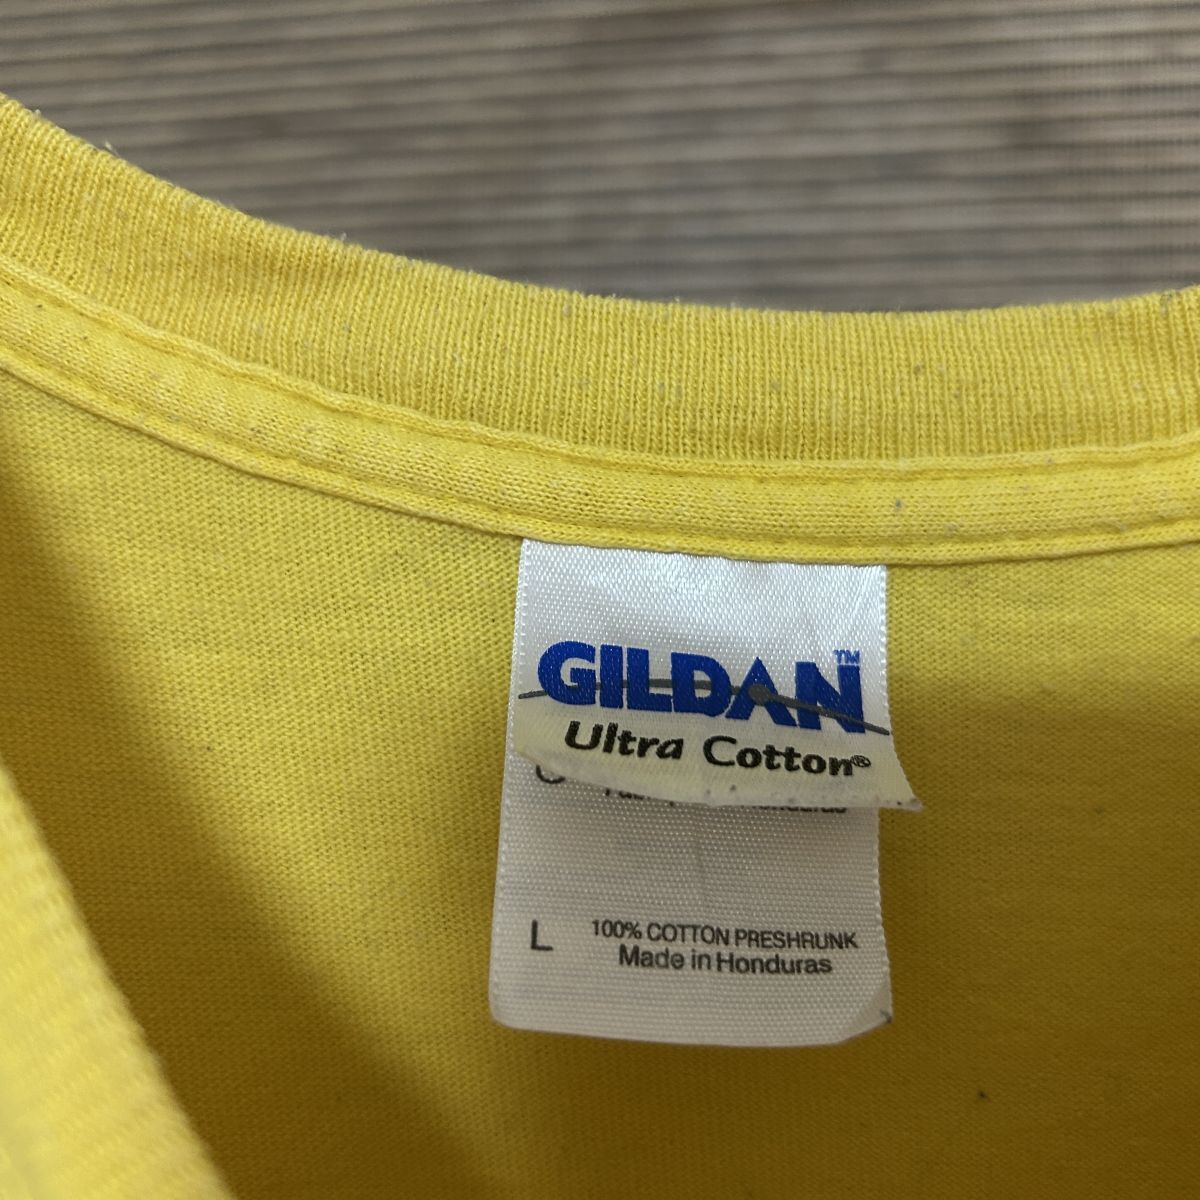 GILDAN™
Ultra Cotton®
L
100% COTTON PRESHRUNK
Made in Honduras